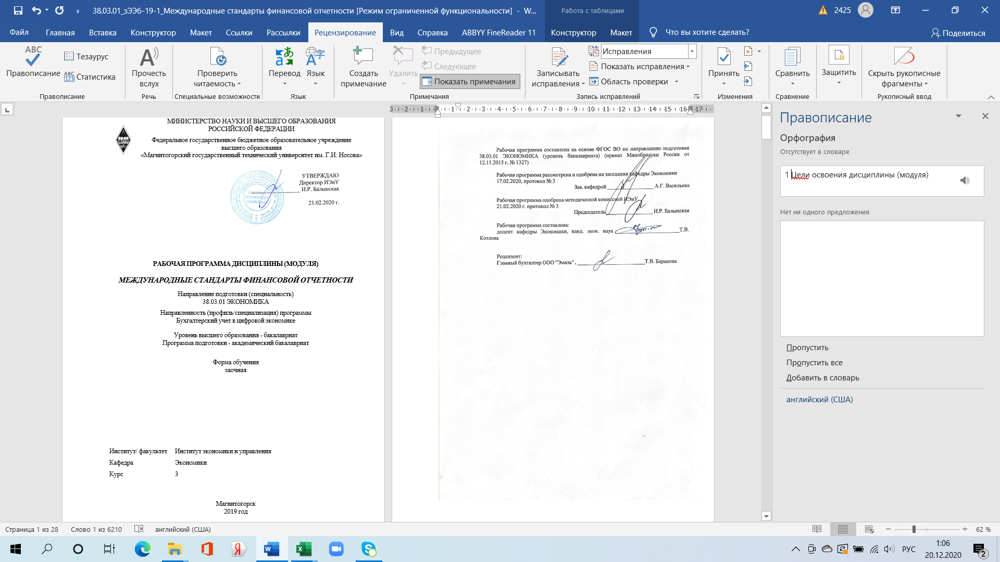 38.03.01_зЭЭб-19-1_Международные стандарты финансовой отчетности [Режим ограниченной функциональности] - W...
Работа с таблицами
2425
Файл Главная Вставка Конструктор Макет Ссылки Рассылки Рецензирование Вид Справка ABBYY FineReader 11 Конструктор Макет Что вы хотите сделать? Поделиться
ABC
Правописание
Тезаурус
ABC
123 Статистика
Правописание
Прочесть
вслух
Речь
Проверить
читаемость
Специальные возможности
Перевод
Язык
Язык
Создать
примечание
Удалить
Предыдущее
Следующее
Показать примечания
Примечания
Записывать
исправления
Исправления
Показать исправления
Область проверки
Запись исправлений
Принять
Изменения
Сравнить
Сравнение
Защитить
Скрыть рукописные
фрагменты
Рукописный ввод
3 2 1 1 2 3 4 5 6 7 8 9 10 11 12 13 14 15 16 17
МИНИСТЕРСТВО НАУКИ И ВЫСШЕГО ОБРАЗОВАНИЯ
РОССИЙСКОЙ ФЕДЕРАЦИИ
Федеральное государственное бюджетное образовательное учреждение
высшего образования
«Магнитогорский государственный технический университет им. Г.И. Носова»
УТВЕРЖДАЮ
Директор ИЭиУ
Н.Р. Балынская
21.02.2020 г.
РАБОЧАЯ ПРОГРАММА ДИСЦИПЛИНЫ (МОДУЛЯ)
МЕЖДУНАРОДНЫЕ СТАНДАРТЫ ФИНАНСОВОЙ ОТЧЕТНОСТИ
Направление подготовки (специальность)
38.03.01 ЭКОНОМИКА
Направленность (профиль/специализация) программы
Бухгалтерский учет в цифровой экономике
Уровень высшего образования - бакалавриат
Программа подготовки - академический бакалавриат
Форма обучения
заочная
Институт/ факультет Институт экономики и управления
Кафедра Экономики
Курс 3
Магнитогорск
2019 год
Рабочая программа составлена на основе ФГОС ВО по направлению подготовки
38.03.01 ЭКОНОМИКА (уровень бакалавриата) (приказ Минобрнауки России от
12.11.2015 г. № 1327)
Рабочая программа рассмотрена и одобрена на заседании кафедры Экономики
17.02.2020, протокол № 3
Зав. кафедрой А.Г. Васильева
Рабочая программа одобрена методической комиссией ИЭиУ
21.02.2020 г. протокол № 3
Председатель Н.Р. Балынская
Рабочая программа составлена:
доцент кафедры Экономики, канд. экон. наук Т.В.
Козлова
Рецензент:
Главный бухгалтер ООО "Эмаль" , Т.В. Баранова
Правописание
Орфография
Отсутствует в словаре
1 Цели освоения дисциплины (модуля)
Нет ни одного предложения
Пропустить
Пропустить все
Добавить в словарь
английский (США)
Страница 1 из 28 Слово 1 из 6210 английский (США) 62 %
РУС
1:06
20.12.2020
2